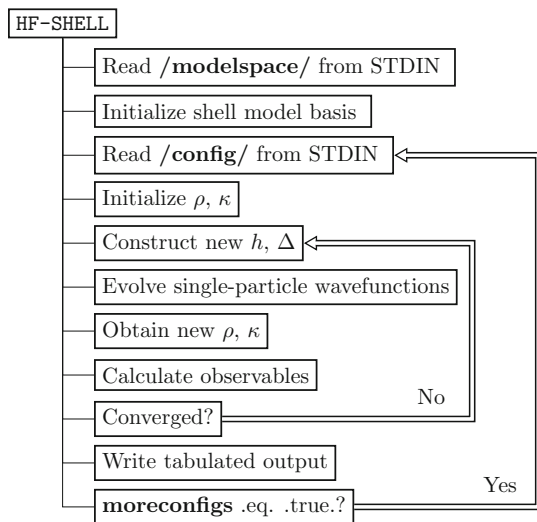 HF-SHELL
Read /modelspace/ from STDIN
Initialize shell model basis
Read /config/ from STDIN
Initialize ρ, κ
Construct new h, Δ
Evolve single-particle wavefunctions
Obtain new ρ, κ
Calculate observables
No
Converged?
Write tabulated output
Yes
moreconfigs .eq. .true.?